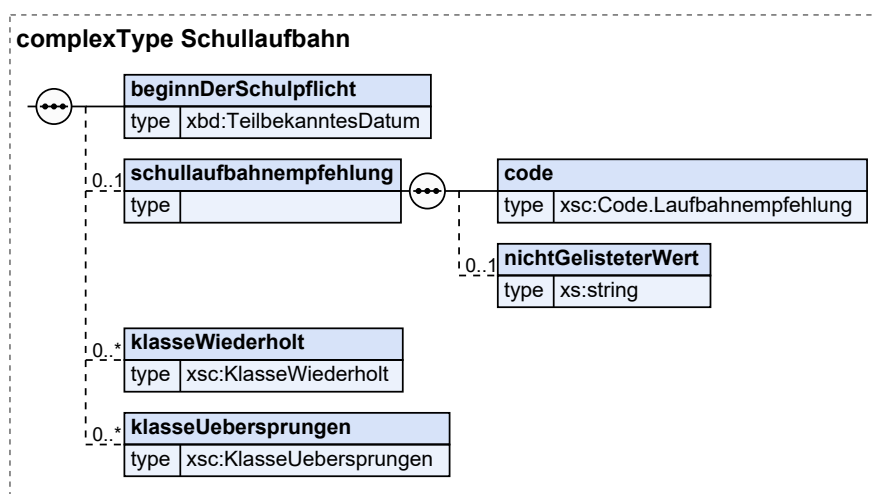 complexType Schullaufbahn
beginnDerSchulpflicht
type xbd:TeilbekanntesDatum
0..1 schullaufbahnempfehlung
type
code
type xsc:Code.Laufbahnempfehlung
0..1 nichtGelisteterWert
type xs:string
0..* klasseWiederholt
type xsc:KlasseWiederholt
0..* klasseUebersprungen
type xsc:KlasseUebersprungen